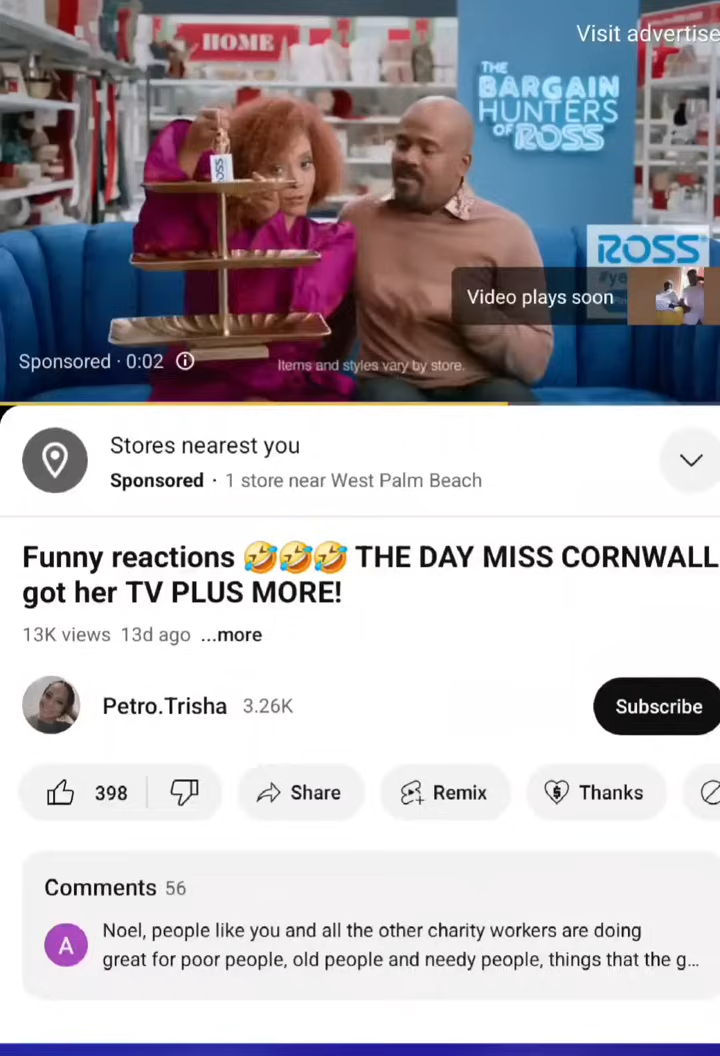 HOME
Visit advertise
THE
BARGAIN
HUNTERS
OF ROSS
ROSS
ROSS
Video plays soon
Sponsored · 0:02
Items and styles vary by store.
Stores nearest you
Sponsored · 1 store near West Palm Beach
Funny reactions 🤣🤣🤣 THE DAY MISS CORNWALL
got her TV PLUS MORE!
13K views 13d ago ...more
Petro.Trisha 3.26K
Subscribe
398
Share
Remix
Thanks
Comments 56
A
Noel, people like you and all the other charity workers are doing
great for poor people, old people and needy people, things that the g...